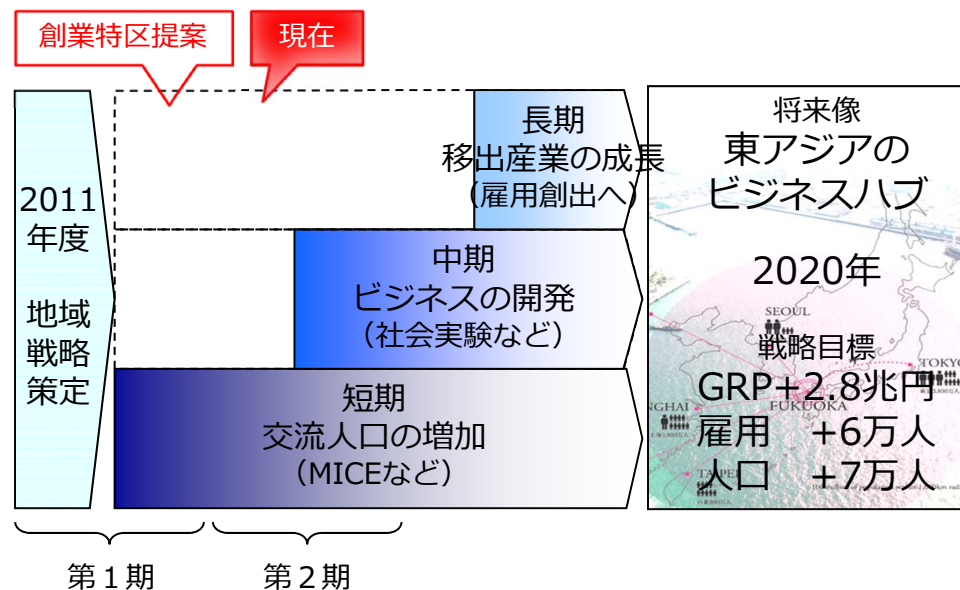 創業特区提案
現在
2011
年度
地域
戦略
策定
長期
移出産業の成長
（雇用創出へ）
中期
ビジネスの開発
（社会実験など）
短期
交流人口の増加
（MICEなど）
将来像
東アジアの
ビジネスハブ
2020年
SEOUL
戦略目標
TOKYO
GRP+2.8兆円
FUKUOKA
NGHAI
雇用　+6万人
TAIPEI
人口　+7万人
第１期
第２期